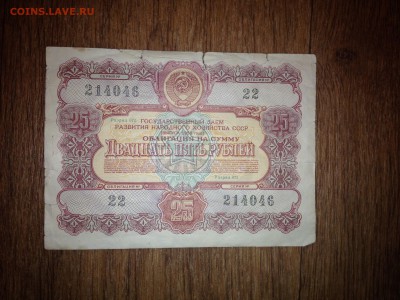 COINS.LAVE.RU
214046 22
ГОСУДАРСТВЕННЫЙ ЗАЕМ
РАЗВИТИЯ НАРОДНОГО ХОЗЯЙСТВА СССР
ОБЛИГАЦИЯ НА СУММУ
25 ДВАДЦАТЬ ПЯТЬ РУБЛЕЙ 25
22 25 214046